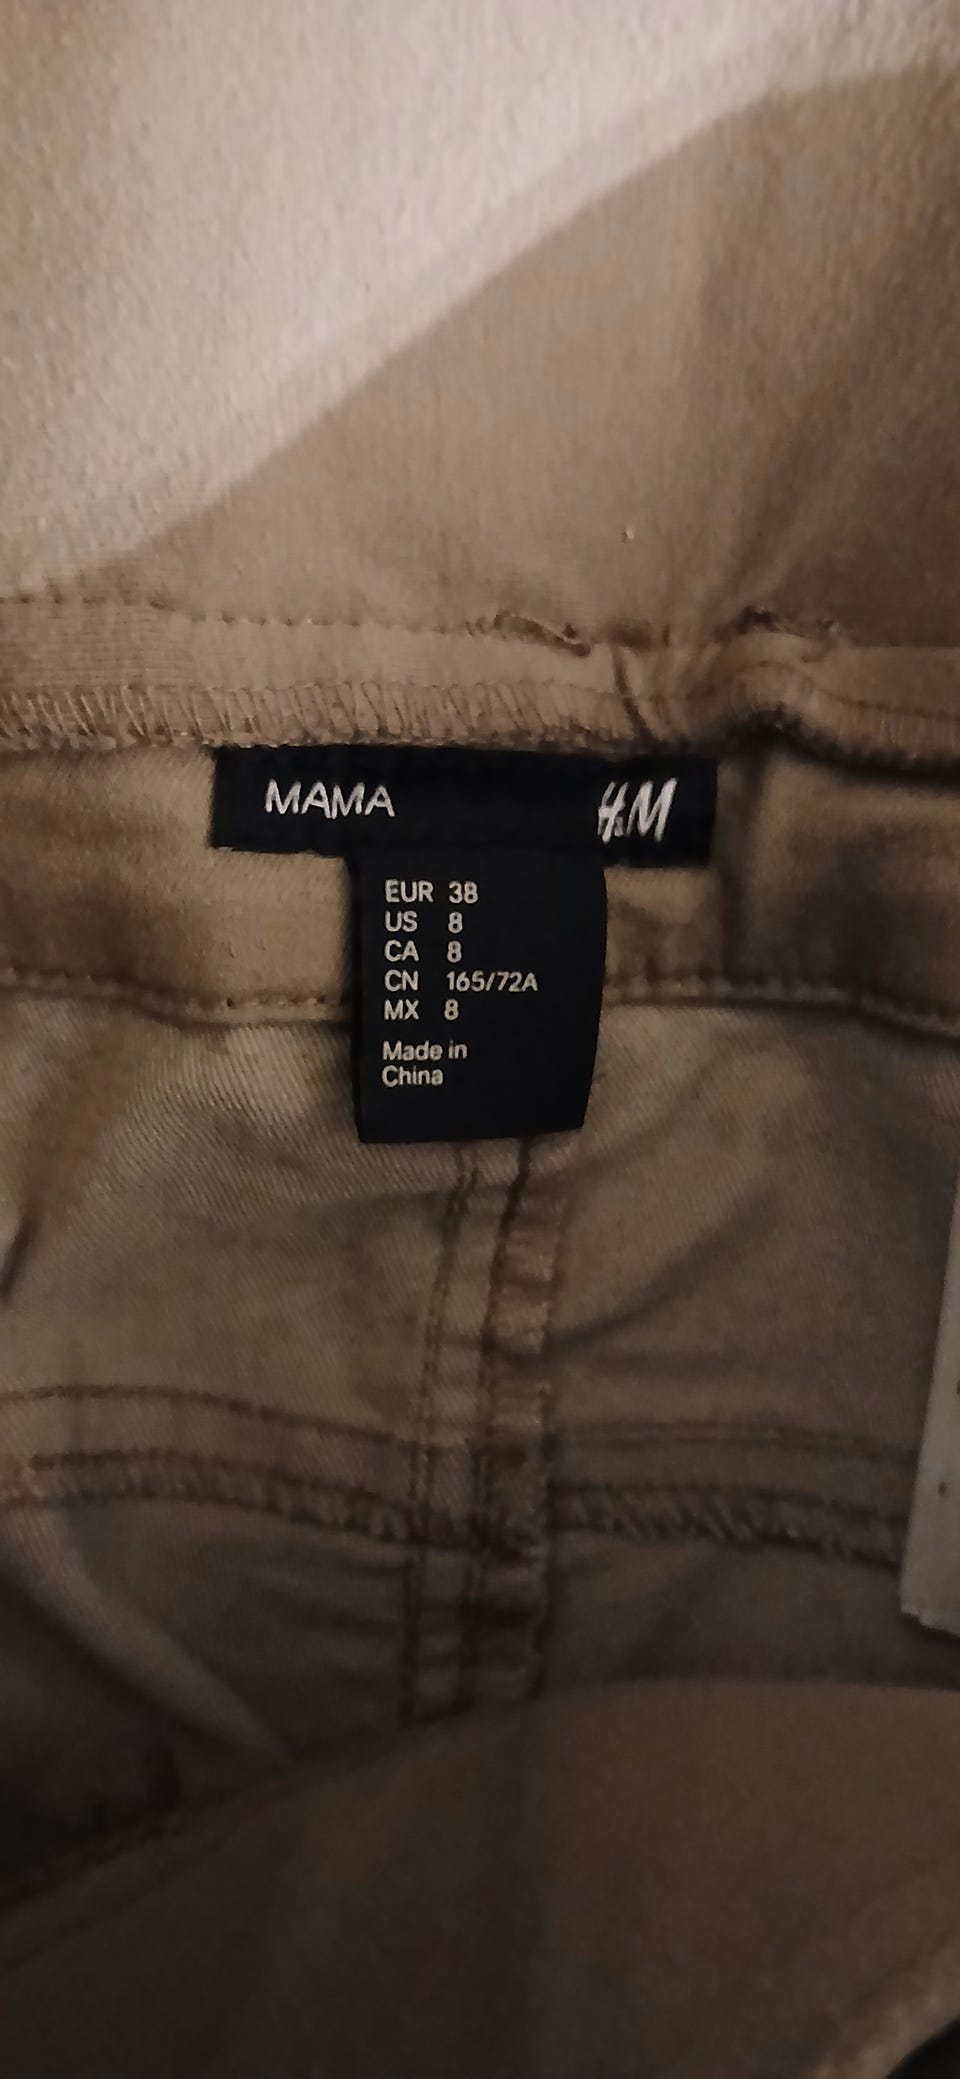 MAMA H&M
EUR 38
US 8
CA 8
CN 165/72A
MX 8
Made in
China